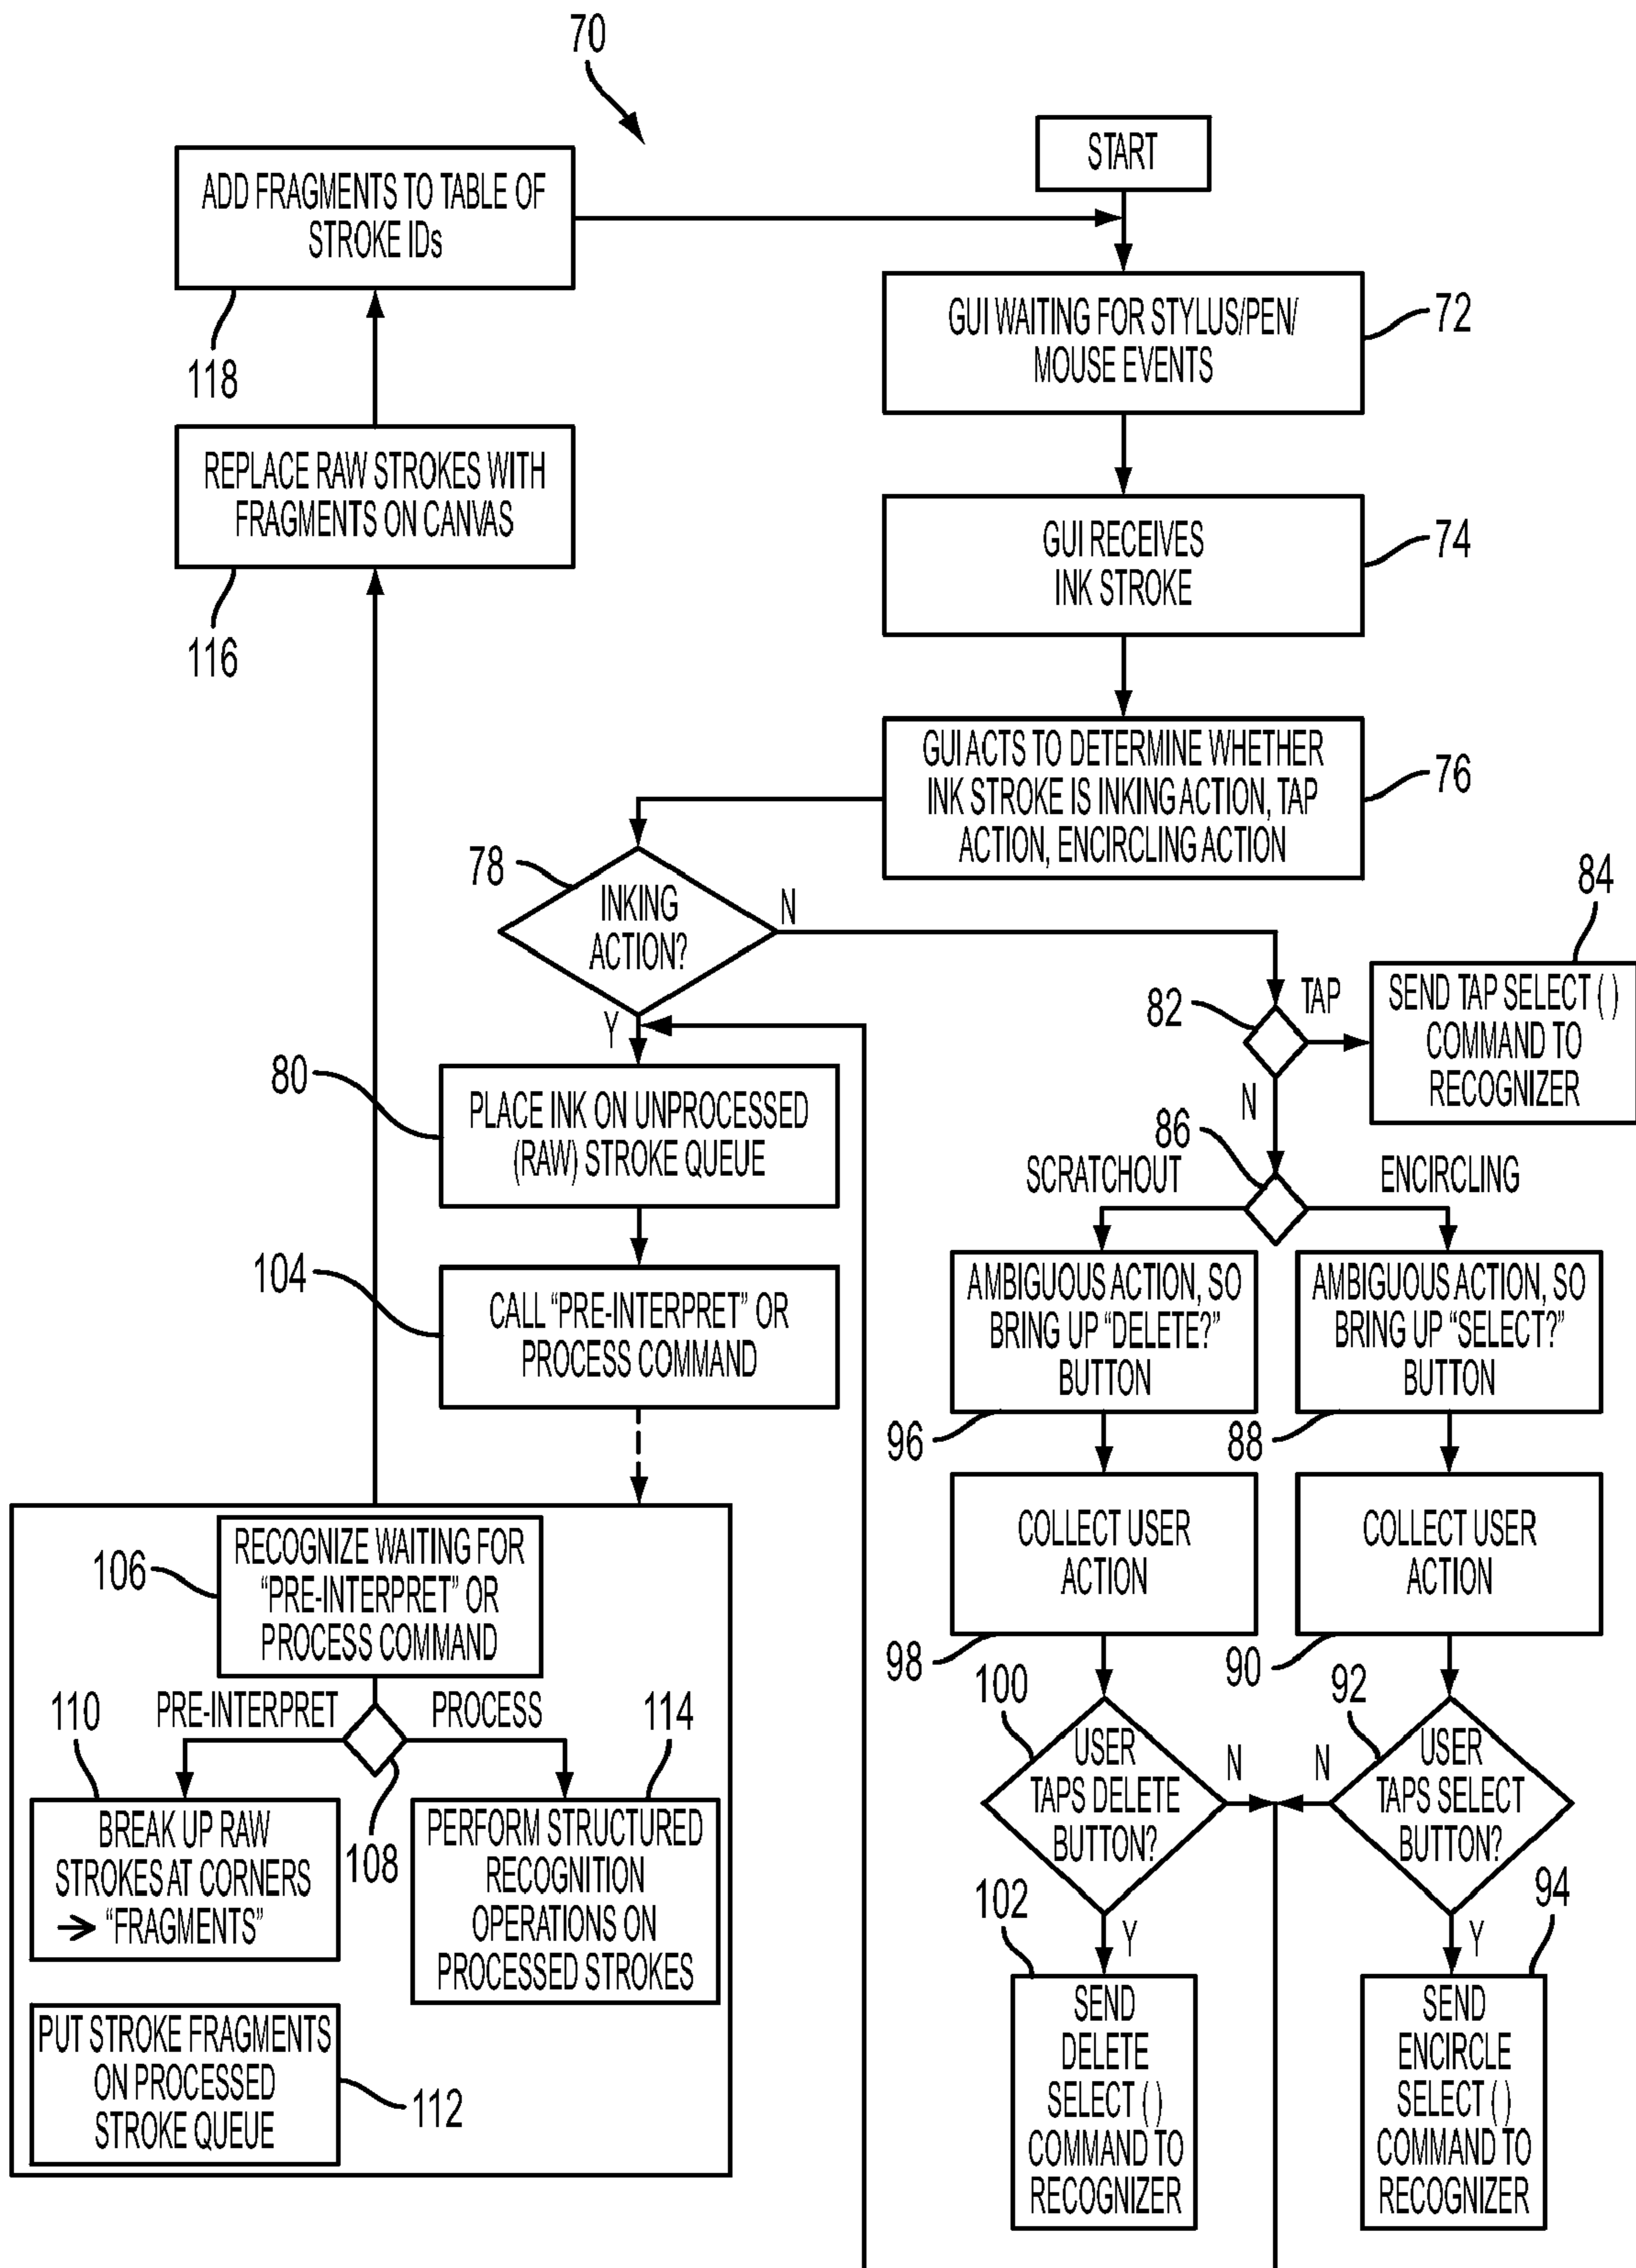 70
START
ADD FRAGMENTS TO TABLE OF
STROKE IDs
118
GUI WAITING FOR STYLUS/PEN/
MOUSE EVENTS
72
REPLACE RAW STROKES WITH
FRAGMENTS ON CANVAS
116
GUI RECEIVES
INK STROKE
74
GUI ACTS TO DETERMINE WHETHER
INK STROKE IS INKING ACTION, TAP
ACTION, ENCIRCLING ACTION
76
78
INKING
ACTION?
N
Y
82
TAP
N
84
SEND TAP SELECT ( )
COMMAND TO
RECOGNIZER
80
PLACE INK ON UNPROCESSED
(RAW) STROKE QUEUE
86
SCRATCHOUT
ENCIRCLING
104
CALL "PRE-INTERPRET" OR
PROCESS COMMAND
AMBIGUOUS ACTION, SO
BRING UP "DELETE?"
BUTTON
96
AMBIGUOUS ACTION, SO
BRING UP "SELECT?"
BUTTON
88
COLLECT USER
ACTION
98
COLLECT USER
ACTION
90
106
RECOGNIZE WAITING FOR
"PRE-INTERPRET" OR
PROCESS COMMAND
PRE-INTERPRET
PROCESS
108
110
BREAK UP RAW
STROKES AT CORNERS
→ "FRAGMENTS"
114
PERFORM STRUCTURED
RECOGNITION
OPERATIONS ON
PROCESSED STROKES
PUT STROKE FRAGMENTS
ON PROCESSED
STROKE QUEUE
112
100
USER
TAPS DELETE
BUTTON?
N
Y
92
USER
TAPS SELECT
BUTTON?
N
Y
102
SEND
DELETE
SELECT ( )
COMMAND TO
RECOGNIZER
94
SEND
ENCIRCLE
SELECT ( )
COMMAND TO
RECOGNIZER